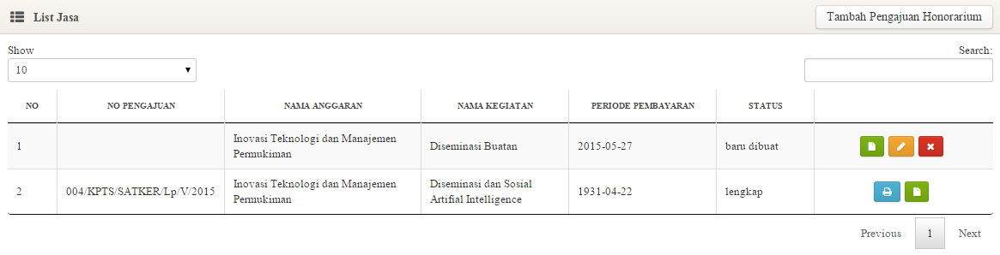 List Jasa
Tambah Pengajuan Honorarium
Show
Search:
10
NO
NO PENGAJUAN
NAMA ANGGARAN
NAMA KEGIATAN
PERIODE PEMBAYARAN
STATUS
1
Inovasi Teknologi dan Manajemen
Permukiman
Diseminasi Buatan
2015-05-27
baru dibuat
2
004/KPTS/SATKER/Lp/V/2015
Inovasi Teknologi dan Manajemen
Permukiman
Diseminasi dan Sosial
Artifial Intelligence
1931-04-22
lengkap
Previous
1
Next